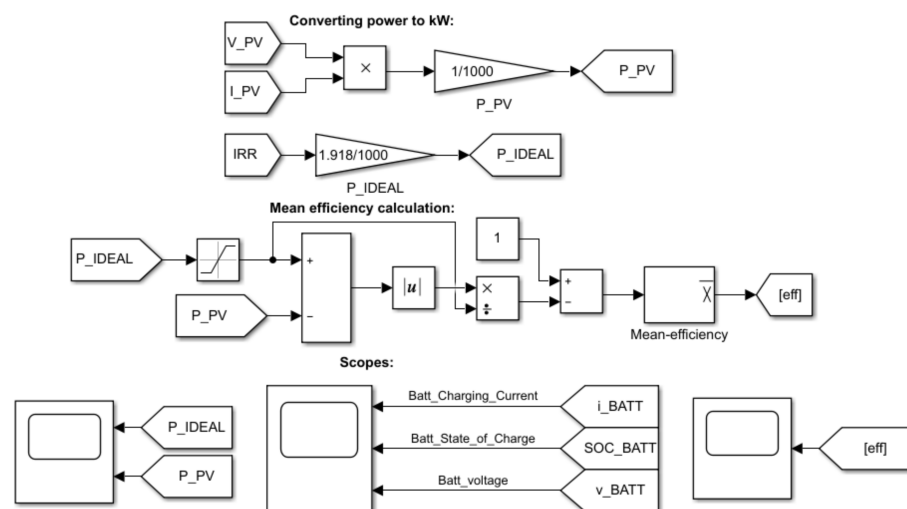 Converting power to kW:
V_PV
I_PV
×
1/1000
P_PV
P_PV
IRR
1.918/1000
P_IDEAL
P_IDEAL
Mean efficiency calculation:
P_IDEAL
P_PV
+
−
|u|
×
÷
1
+
−
X
Mean-efficiency
[eff]
Scopes:
P_IDEAL
P_PV
Batt_Charging_Current
i_BATT
Batt_State_of_Charge
SOC_BATT
Batt_voltage
v_BATT
[eff]